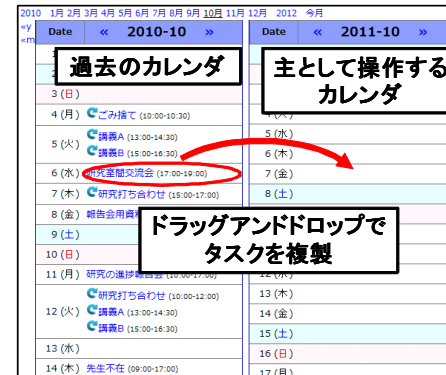 2010 1月 2月 3月 4月 5月 6月 7月 8月 9月 10月 11月 12月 2012 今月
«y
«m
Date « 2010-10 »
過去のカレンダ
3 (日)
4 (月) ごみ捨て (10:00-10:30)
5 (火) 講義A (13:00-14:30)
講義B (15:00-16:30)
6 (水) 研究室間交流会 (17:00-19:00)
7 (木) 研究打ち合わせ (15:00-17:00)
8 (金) 報告会用資
9 (土)
10 (日)
11 (月) 研究の進捗報告会 (10:00-17:00)
12 (火) 研究打ち合わせ (10:00-12:00)
講義A (13:00-14:30)
講義B (15:00-16:30)
13 (水)
14 (木) 先生不在 (09:00-17:00)
Date « 2011-10 »
主として操作する
カレンダ
5 (水)
6 (木)
7 (金)
8 (土)
ドラッグアンドドロップで
タスクを複製
13 (木)
14 (金)
15 (土)
16 (日)
17 (月)